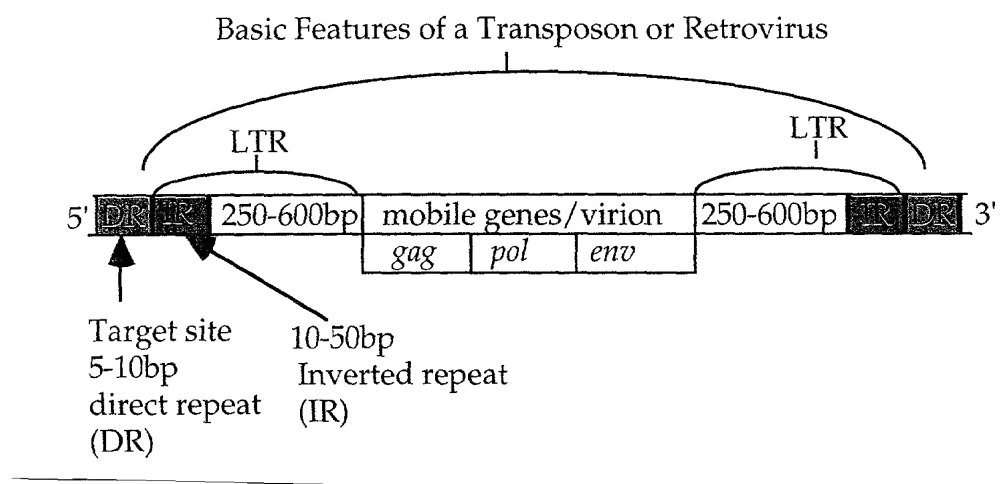 Basic Features of a Transposon or Retrovirus
LTR
LTR
5' DR IR 250-600bp mobile genes/virion 250-600bp IR DR 3'
gag pol env
Target site
5-10bp
direct repeat
(DR)
10-50bp
Inverted repeat
(IR)